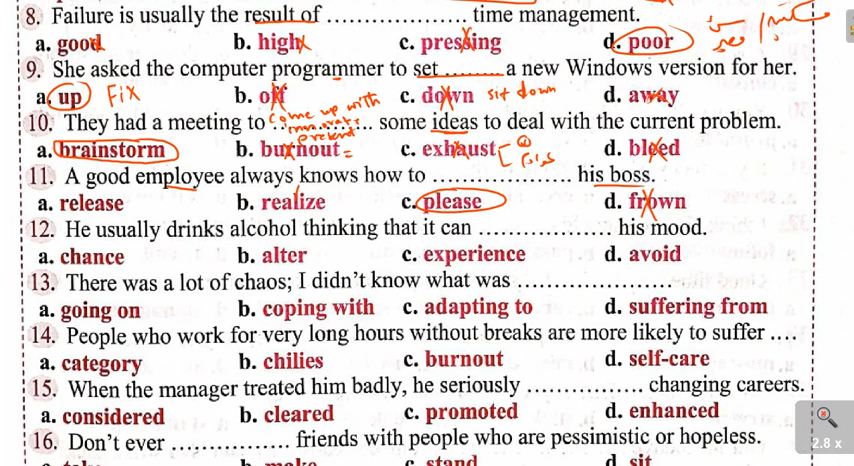 8. Failure is usually the result of .................... time management.
a. good b. high c. pressing d. poor
9. She asked the computer programmer to set .......... a new Windows version for her.
a. up Fix b. off c. down sit down d. away
come up with
10. They had a meeting to ................ some ideas to deal with the current problem.
a. brainstorm b. burnout c. exhaust d. bleed
11. A good employee always knows how to .................... his boss.
a. release b. realize c. please d. frown
12. He usually drinks alcohol thinking that it can .................... his mood.
a. chance b. alter c. experience d. avoid
13. There was a lot of chaos; I didn't know what was ......................
a. going on b. coping with c. adapting to d. suffering from
14. People who work for very long hours without breaks are more likely to suffer ....
a. category b. chilies c. burnout d. self-care
15. When the manager treated him badly, he seriously ................. changing careers.
a. considered b. cleared c. promoted d. enhanced
16. Don't ever ................. friends with people who are pessimistic or hopeless.
c. stand d. sit
2.8 x